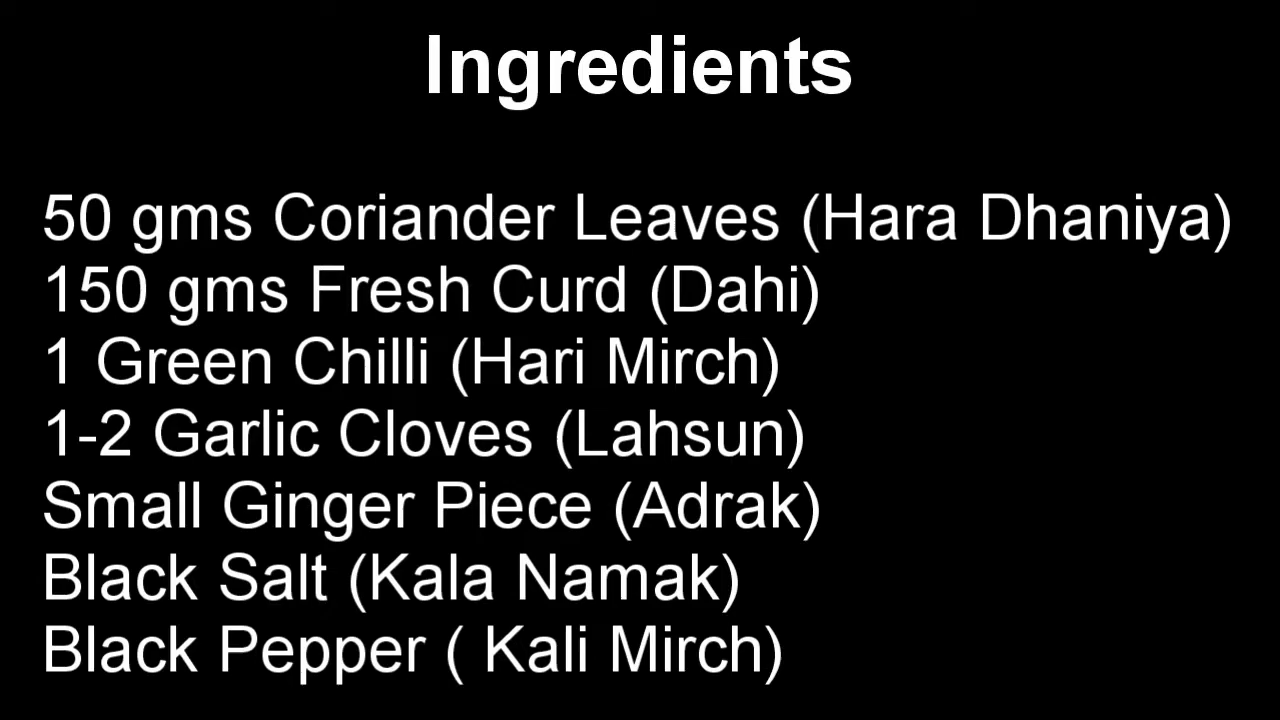 Ingredients
50 gms Coriander Leaves (Hara Dhaniya)
150 gms Fresh Curd (Dahi)
1 Green Chilli (Hari Mirch)
1-2 Garlic Cloves (Lahsun)
Small Ginger Piece (Adrak)
Black Salt (Kala Namak)
Black Pepper ( Kali Mirch)